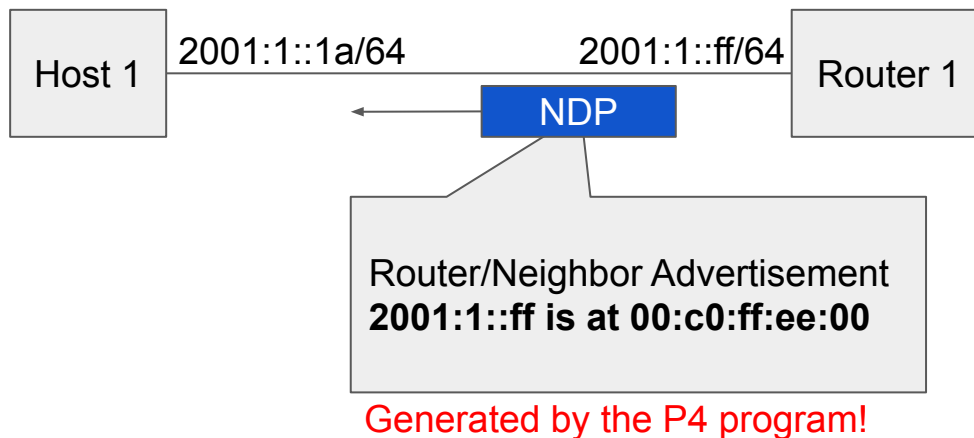 2001:1::1a/64
2001:1::ff/64
Host 1
Router 1
NDP
Router/Neighbor Advertisement
2001:1::ff is at 00:c0:ff:ee:00
Generated by the P4 program!